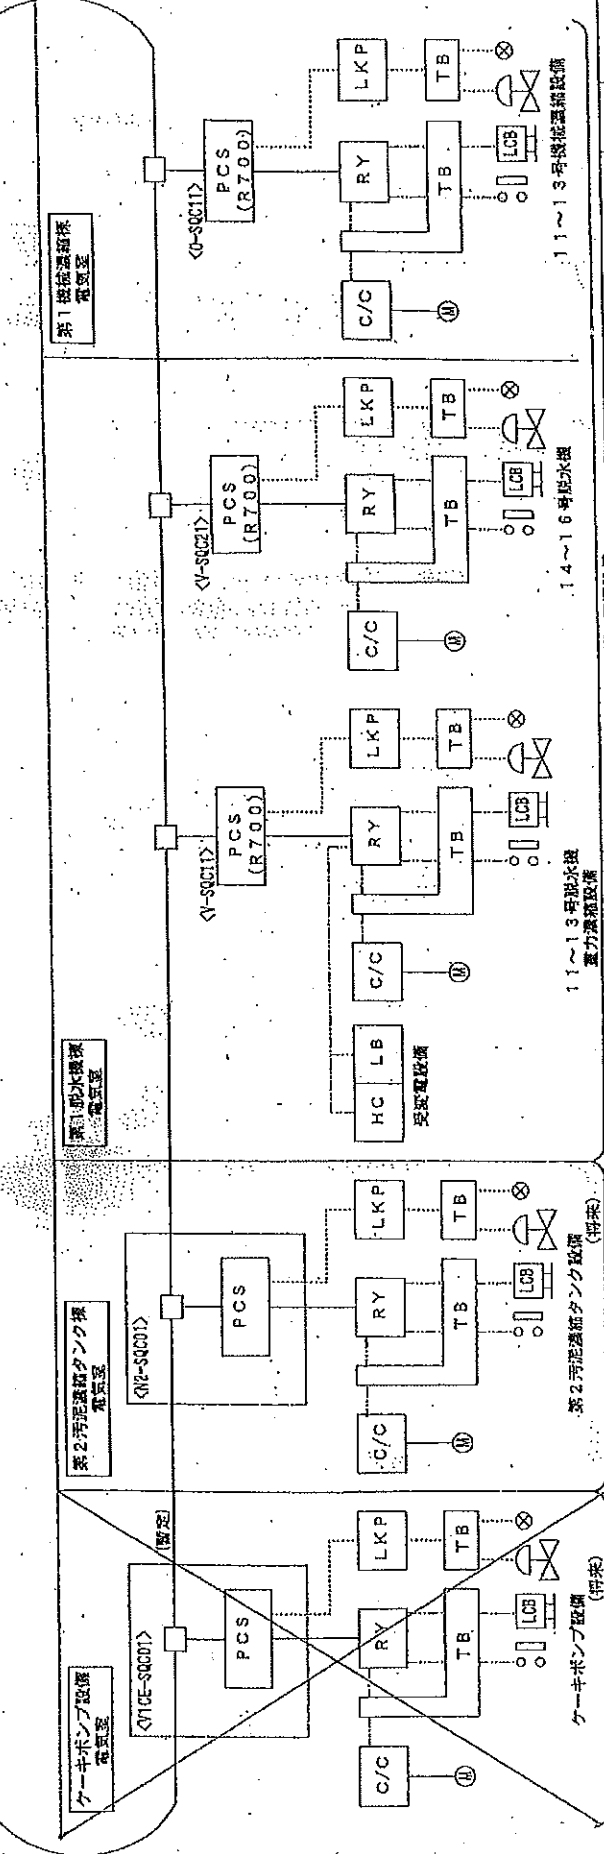 ケーキポンプ設備
電気室
(暫定)
<V1CE-SQC01>
PCS
LKP
RY
TB
TB
C/C
M
LCB
ケーキポンプ設備
(将来)
第2汚泥濃縮タンク棟
電気室
<N2-SQC01>
PCS
LKP
RY
TB
TB
C/C
M
LCB
第2汚泥濃縮タンク設備
(将来)
第1脱水機棟
電気室
<V-SQC11>
PCS
(R700)
LKP
RY
TB
TB
C/C
M
LCB
HC
LB
受変電設備
11~13号脱水機
重力濃縮設備
<V-SQC21>
PCS
(R700)
LKP
RY
TB
TB
C/C
M
LCB
14~16号脱水機
第1機械濃縮棟
電気室
<O-SQC11>
PCS
(R700)
LKP
RY
TB
TB
C/C
M
LCB
11~13号機械濃縮設備